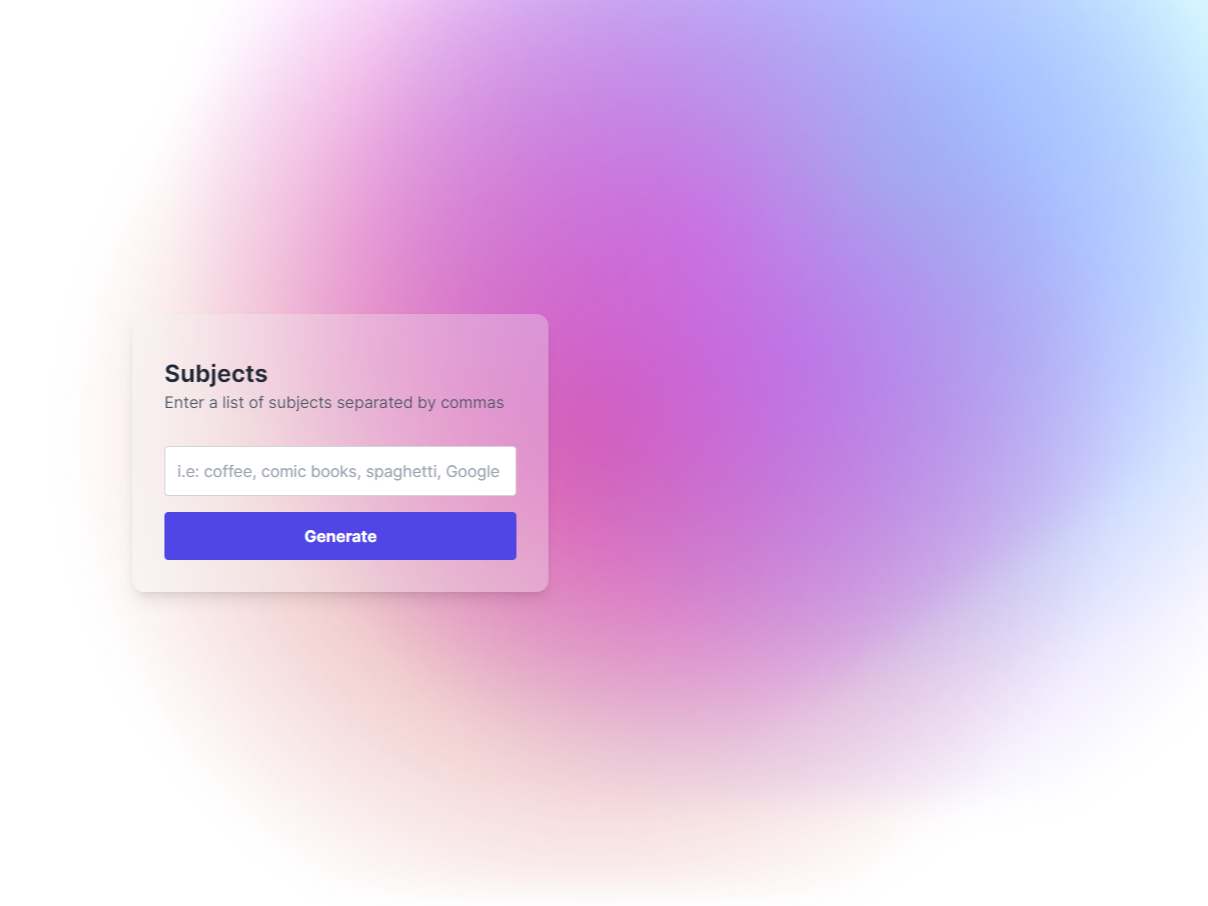 Subjects
Enter a list of subjects separated by commas
i.e: coffee, comic books, spaghetti, Google
Generate